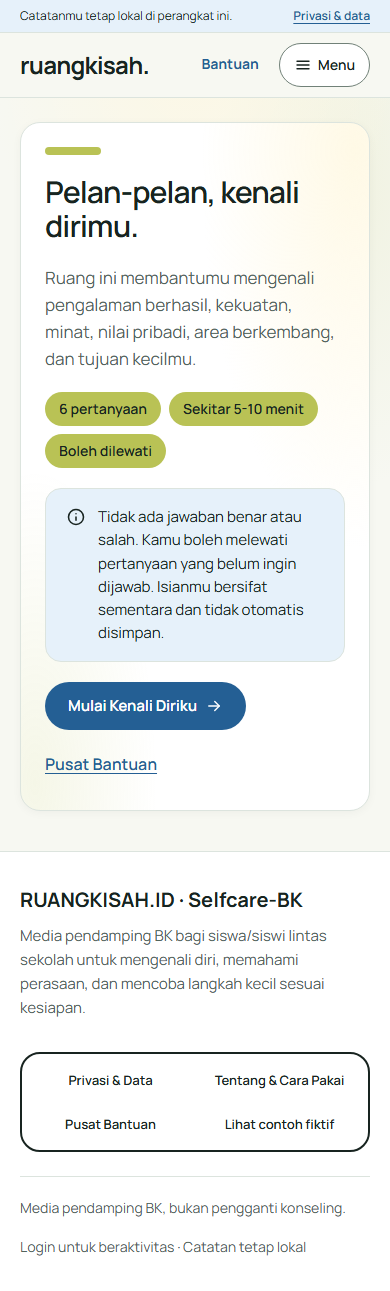 Catatanmu tetap lokal di perangkat ini.
Privasi & data
ruangkisah.
Bantuan
Menu
Pelan-pelan, kenali
dirimu.
Ruang ini membantumu mengenali
pengalaman berhasil, kekuatan,
minat, nilai pribadi, area berkembang,
dan tujuan kecilmu.
6 pertanyaan
Sekitar 5-10 menit
Boleh dilewati
Tidak ada jawaban benar atau
salah. Kamu boleh melewati
pertanyaan yang belum ingin
dijawab. Isianmu bersifat
sementara dan tidak otomatis
disimpan.
Mulai Kenali Diriku
Pusat Bantuan
RUANGKISAH.ID · Selfcare-BK
Media pendamping BK bagi siswa/siswi lintas
sekolah untuk mengenali diri, memahami
perasaan, dan mencoba langkah kecil sesuai
kesiapan.
Privasi & Data
Tentang & Cara Pakai
Pusat Bantuan
Lihat contoh fiktif
Media pendamping BK, bukan pengganti konseling.
Login untuk beraktivitas · Catatan tetap lokal